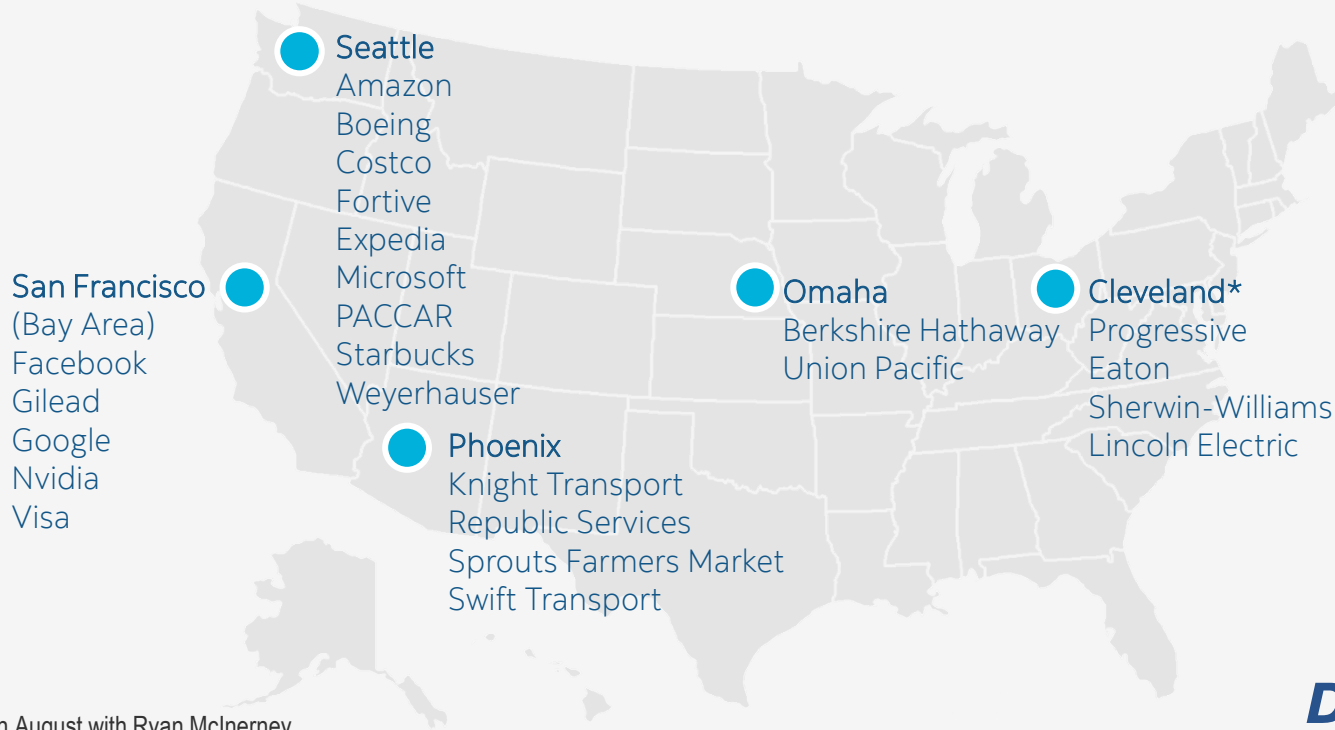 Seattle
Amazon
Boeing
Costco
Fortive
Expedia
Microsoft
PACCAR
Starbucks
Weyerhauser
San Francisco
(Bay Area)
Facebook
Gilead
Google
Nvidia
Visa
Phoenix
Knight Transport
Republic Services
Sprouts Farmers Market
Swift Transport
Omaha
Berkshire Hathaway
Union Pacific
Cleveland*
Progressive
Eaton
Sherwin-Williams
Lincoln Electric
August with Ryan McInerney
D